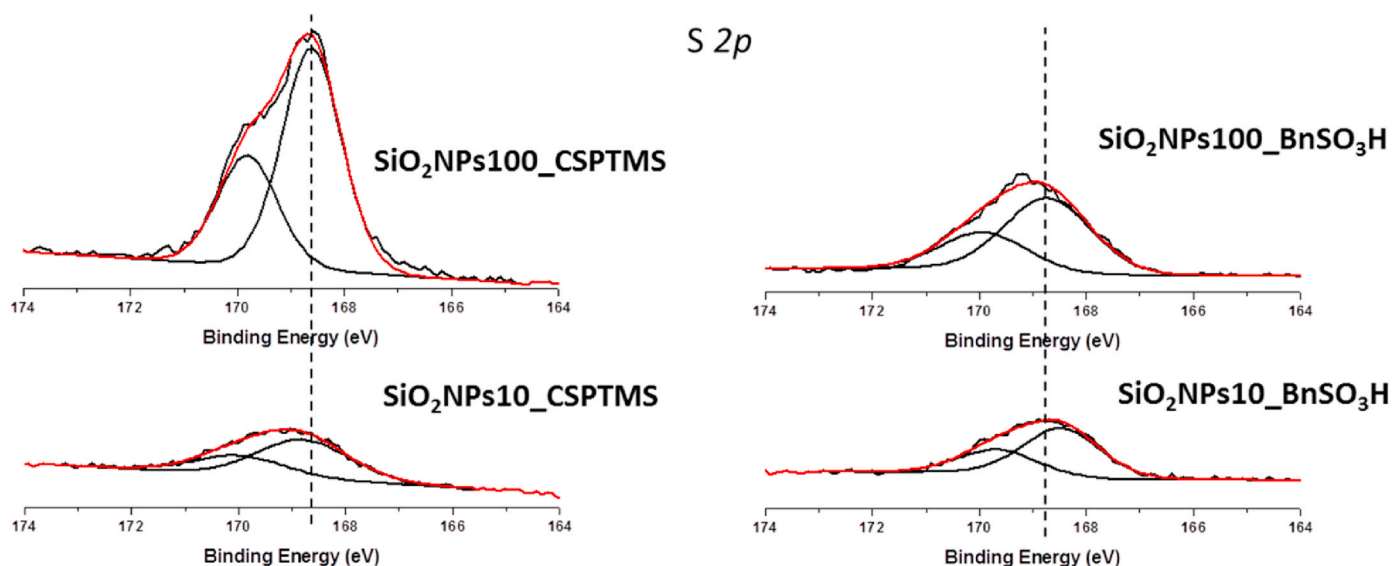 S 2p
SiO₂NPs100_CSPTMS
174 172 170 168 166 164
Binding Energy (eV)
SiO₂NPs100_BnSO₃H
174 172 170 168 166 164
Binding Energy (eV)
SiO₂NPs10_CSPTMS
174 172 170 168 166 164
Binding Energy (eV)
SiO₂NPs10_BnSO₃H
174 172 170 168 166 164
Binding Energy (eV)